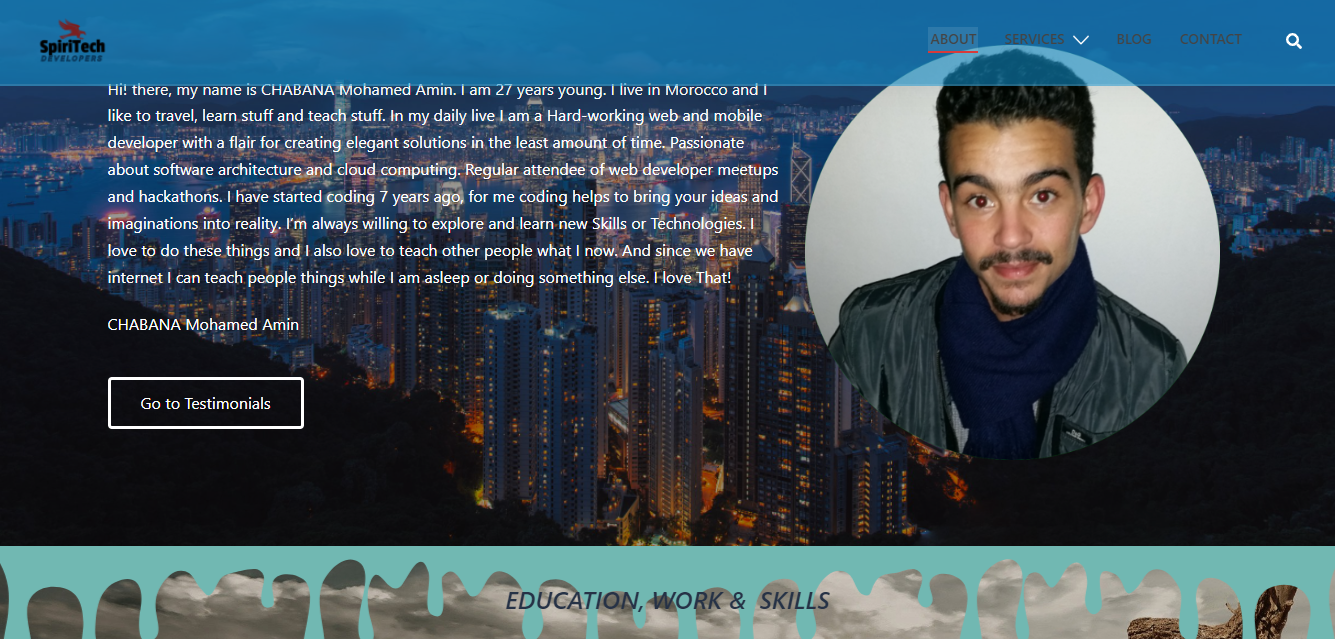 SpiriTech
DEVELOPERS
ABOUT
SERVICES
BLOG
CONTACT
Hi! there, my name is CHABANA Mohamed Amin. I am 27 years young. I live in Morocco and I
like to travel, learn stuff and teach stuff. In my daily live I am a Hard-working web and mobile
developer with a flair for creating elegant solutions in the least amount of time. Passionate
about software architecture and cloud computing. Regular attendee of web developer meetups
and hackathons. I have started coding 7 years ago, for me coding helps to bring your ideas and
imaginations into reality. I’m always willing to explore and learn new Skills or Technologies. I
love to do these things and I also love to teach other people what I now. And since we have
internet I can teach people things while I am asleep or doing something else. I love That!
CHABANA Mohamed Amin
Go to Testimonials
EDUCATION, WORK & SKILLS